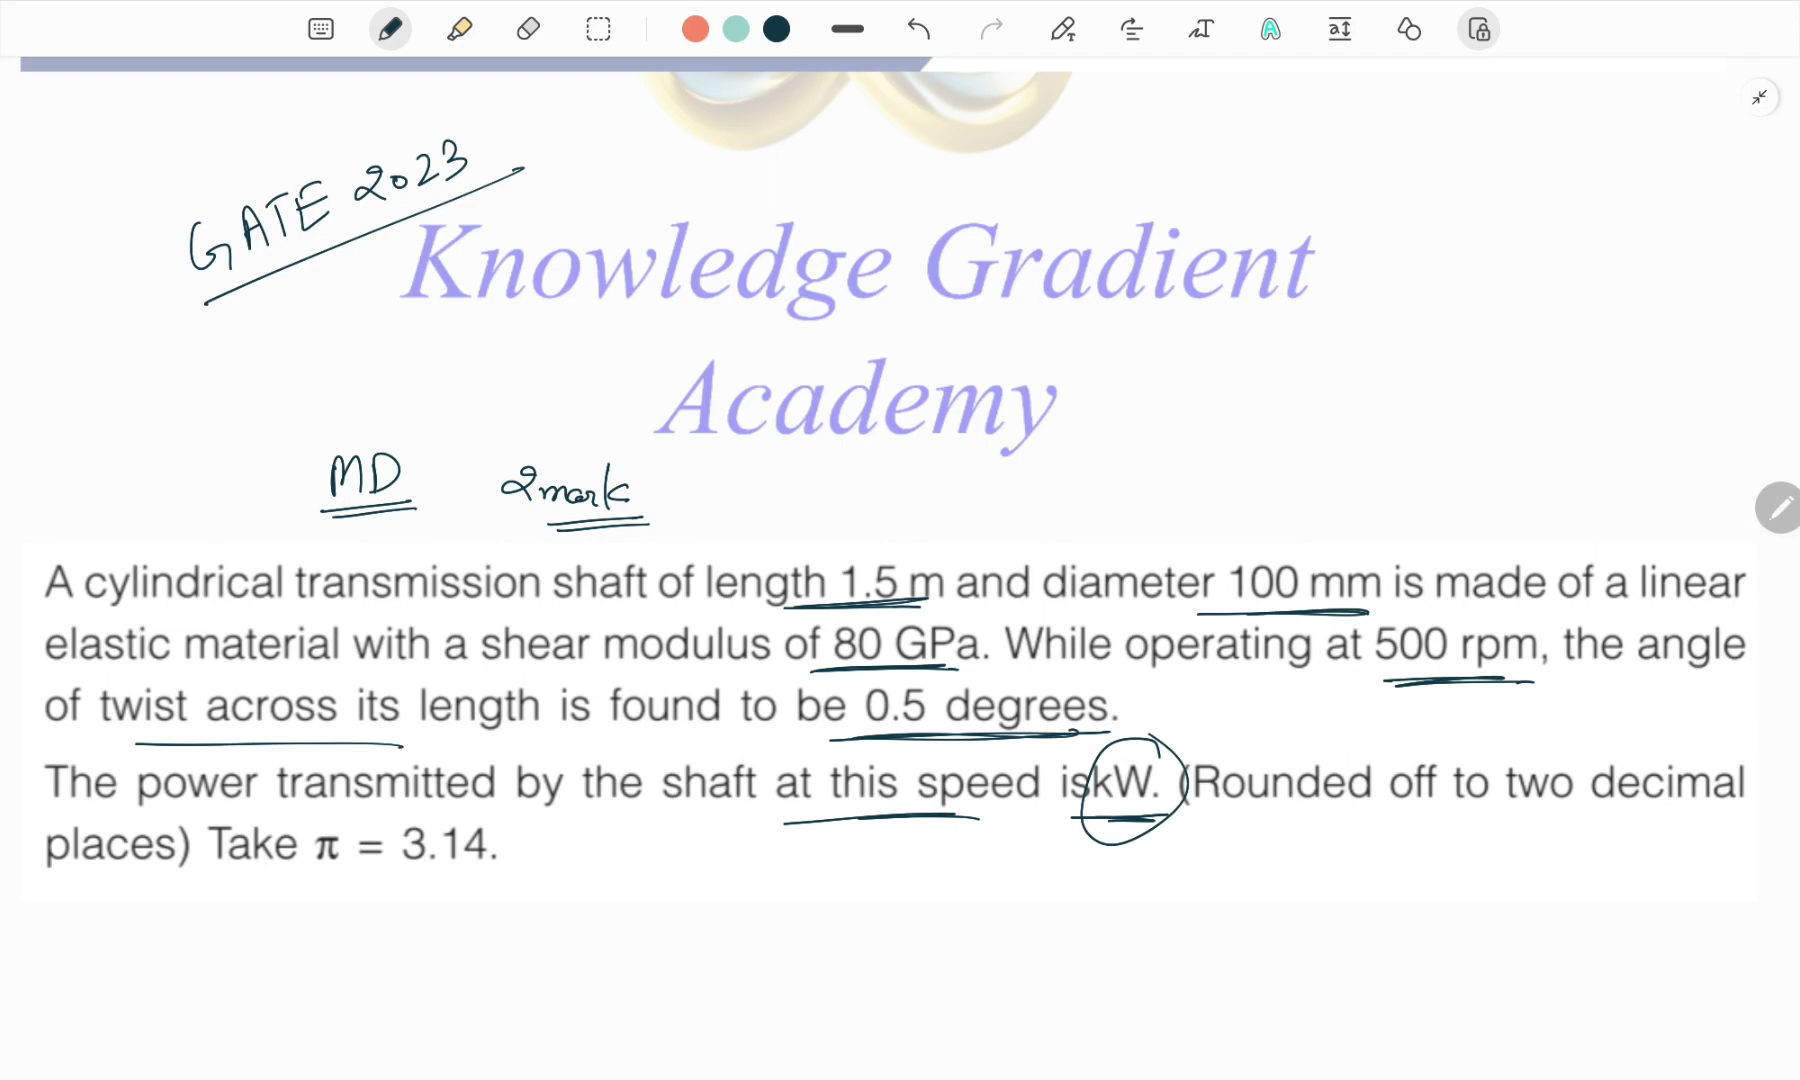 GATE 2023
Knowledge Gradient
Academy
MD 2mark
A cylindrical transmission shaft of length 1.5 m and diameter 100 mm is made of a linear
elastic material with a shear modulus of 80 GPa. While operating at 500 rpm, the angle
of twist across its length is found to be 0.5 degrees.
The power transmitted by the shaft at this speed iskW. (Rounded off to two decimal
places) Take π = 3.14.